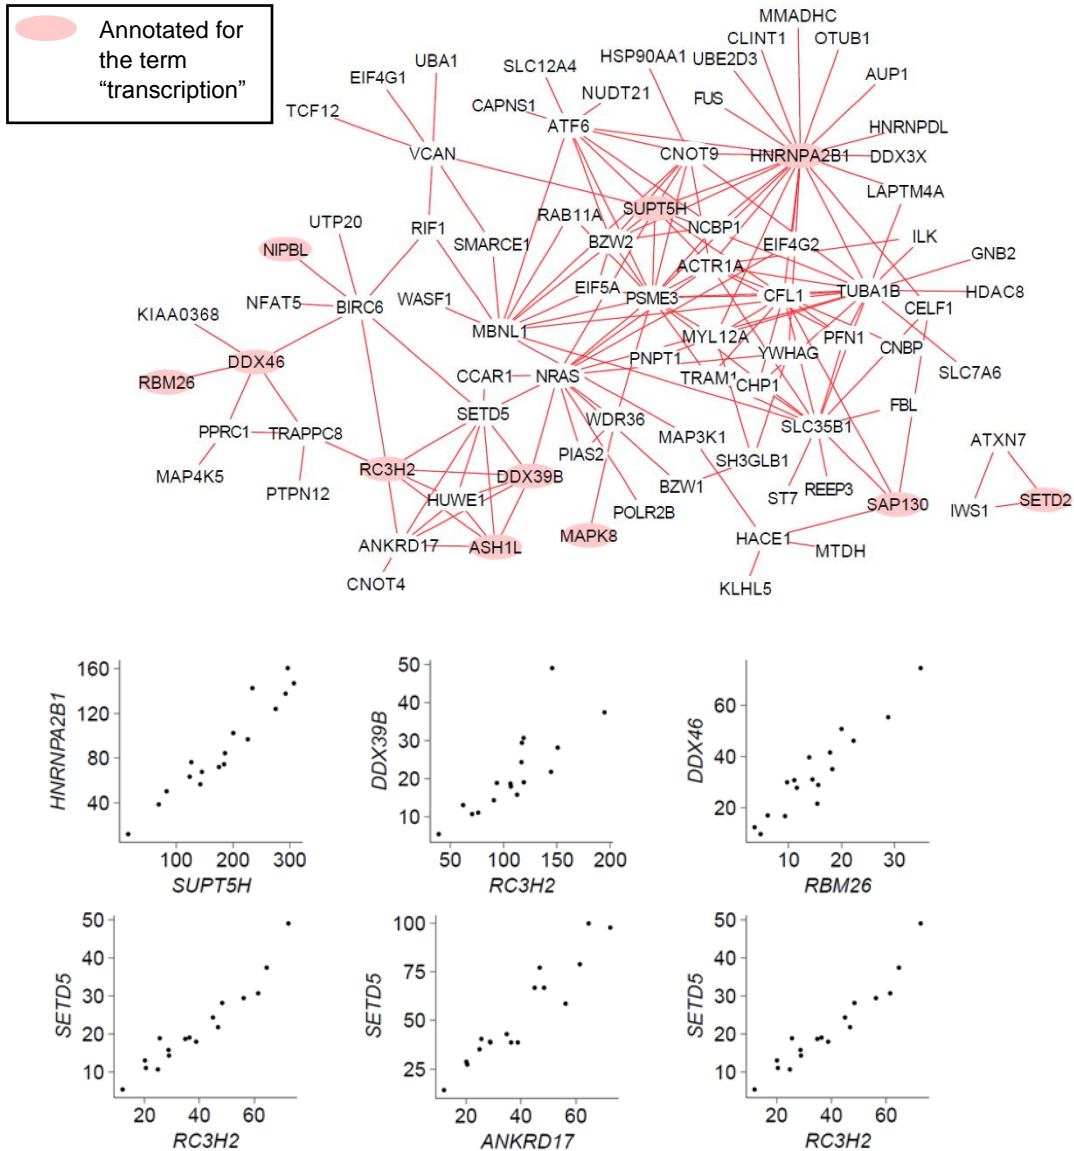 Annotated for
the term
“transcription”
MMADHC
CLINT1 OTUB1
UBA1 HSP90AA1 UBE2D3
EIF4G1 SLC12A4 AUP1
TCF12 CAPNS1 NUDT21 FUS
ATF6 HNRNPDL
VCAN CNOT9 HNRNPA2B1 DDX3X
LAPTM4A
UTP20 RAB11A SUPT5H
RIF1 NCBP1
NIPBL SMARCE1 BZW2 EIF4G2 ILK
GNB2
ACTR1A
NFAT5 WASF1 EIF5A PSME3 CFL1 TUBA1B HDAC8
KIAA0368 BIRC6 CELF1
MBNL1 MYL12A PFN1 CNBP
DDX46 PNPT1 YWHAG
RBM26 CCAR1 NRAS TRAM1 CHP1 SLC7A6
SETD5 WDR36 FBL
PPRC1 TRAPPC8 MAP3K1 SLC35B1
PIAS2 SH3GLB1 ATXN7
MAP4K5 RC3H2 DDX39B BZW1
PTPN12 HUWE1 ST7 REEP3 SAP130 IWS1 SETD2
POLR2B
ANKRD17 ASH1L MAPK8 HACE1 MTDH
CNOT4 KLHL5
HNRNPA2B1
160
120
80
40
100 200 300
SUPT5H
DDX39B
50
40
30
20
10
50 100 150 200
RC3H2
DDX46
60
40
20
10 20 30
RBM26
SETD5
50
40
30
20
10
20 40 60
RC3H2
SETD5
100
75
50
25
20 40 60
ANKRD17
SETD5
50
40
30
20
10
20 40 60
RC3H2